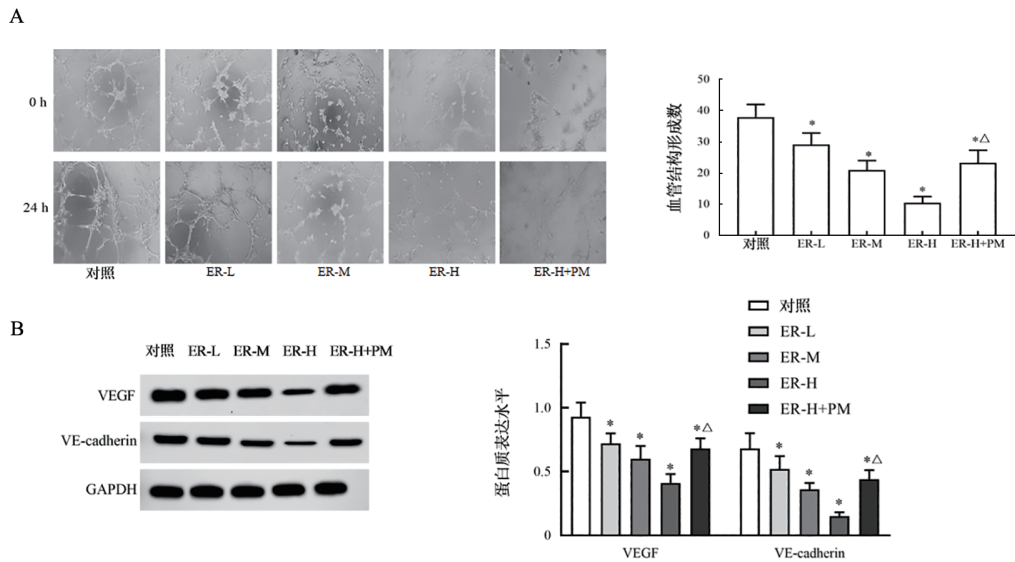 A
0 h
24 h
对照 ER-L ER-M ER-H ER-H+PM
血管结构形成数
50
40
30
20
10
0
* * * *△
对照 ER-L ER-M ER-H ER-H+PM
B
对照 ER-L ER-M ER-H ER-H+PM
VEGF
VE-cadherin
GAPDH
对照
ER-L
ER-M
ER-H
ER-H+PM
蛋白质表达水平
1.5
1.0
0.5
0
* * * *△
* * * *△
VEGF VE-cadherin